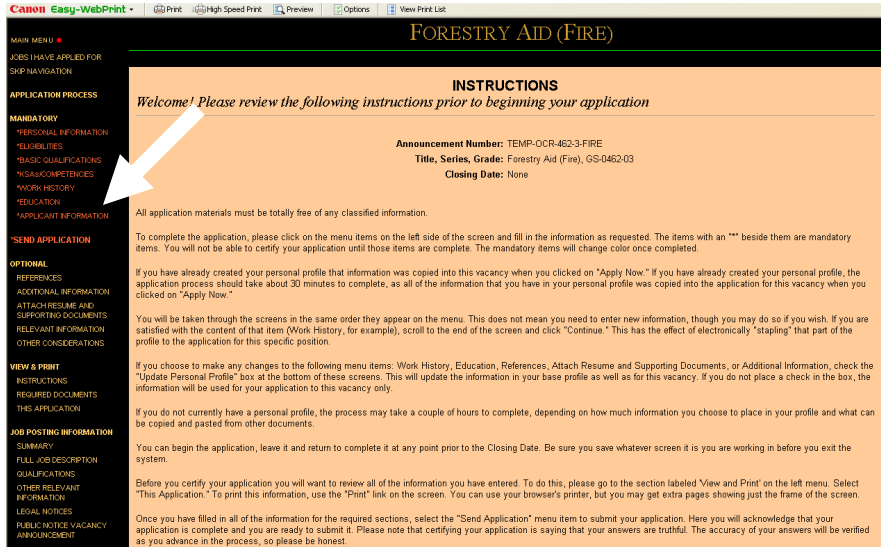 Canon Easy-WebPrint
Print
High Speed Print
Preview
Options
View Print List
MAIN MENU
JOBS I HAVE APPLIED FOR
SKIP NAVIGATION
APPLICATION PROCESS
MANDATORY
*PERSONAL INFORMATION
*ELIGIBILITIES
*BASIC QUALIFICATIONS
*KSAs/COMPETENCIES
*WORK HISTORY
*EDUCATION
*APPLICANT INFORMATION
*SEND APPLICATION
OPTIONAL
REFERENCES
ADDITIONAL INFORMATION
ATTACH RESUME AND
SUPPORTING DOCUMENTS
RELEVANT INFORMATION
OTHER CONSIDERATIONS
VIEW & PRINT
INSTRUCTIONS
REQUIRED DOCUMENTS
THIS APPLICATION
JOB POSTING INFORMATION
SUMMARY
FULL JOB DESCRIPTION
QUALIFICATIONS
OTHER RELEVANT
INFORMATION
LEGAL NOTICES
PUBLIC NOTICE VACANCY
ANNOUNCEMENT
FORESTRY AID (FIRE)
INSTRUCTIONS
Welcome! Please review the following instructions prior to beginning your application
Announcement Number: TEMP-OCR-462-3-FIRE
Title, Series, Grade: Forestry Aid (Fire), GS-0462-03
Closing Date: None
All application materials must be totally free of any classified information.
To complete the application, please click on the menu items on the left side of the screen and fill in the information as requested. The items with an "*" beside them are mandatory
items. You will not be able to certify your application until those items are complete. The mandatory items will change color once completed.
If you have already created your personal profile that information was copied into this vacancy when you clicked on "Apply Now." If you have already created your personal profile, the
application process should take about 30 minutes to complete, as all of the information that you have in your personal profile was copied into the application for this vacancy when you
clicked on "Apply Now."
You will be taken through the screens in the same order they appear on the menu. This does not mean you need to enter new information, though you may do so if you wish. If you are
satisfied with the content of that item (Work History, for example), scroll to the end of the screen and click "Continue." This has the effect of electronically "stapling" that part of the
profile to the application for this specific position.
If you choose to make any changes to the following menu items: Work History, Education, References, Attach Resume and Supporting Documents, or Additional Information, check the
"Update Personal Profile" box at the bottom of these screens. This will update the information in your base profile as well as for this vacancy. If you do not place a check in the box, the
information will be used for your application to this vacancy only.
If you do not currently have a personal profile, the process may take a couple of hours to complete, depending on how much information you choose to place in your profile and what can
be copied and pasted from other documents.
You can begin the application, leave it and return to complete it at any point prior to the Closing Date. Be sure you save whatever screen it is you are working in before you exit the
system.
Before you certify your application you will want to review all of the information you have entered. To do this, please go to the section labeled 'View and Print' on the left menu. Select
"This Application." To print this information, use the "Print" link on the screen. You can use your browser's printer, but you may get extra pages showing just the frame of the screen.
Once you have filled in all of the information for the required sections, select the "Send Application" menu item to submit your application. Here you will acknowledge that your
application is complete and you are ready to submit it. Please note that certifying your application is saying that your answers are truthful. The accuracy of your answers will be verified
as you advance in the process, so please be honest.